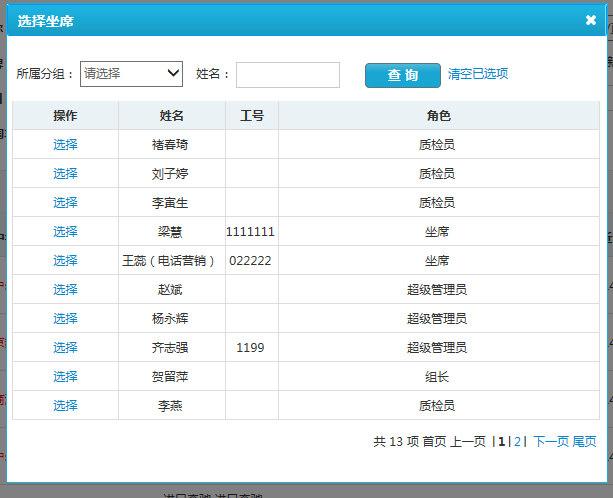 选择坐席
所属分组： 请选择 姓名： 查 询 清空已选项
操作 姓名 工号 角色
选择 褚春琦 质检员
选择 刘子婷 质检员
选择 李寅生 质检员
选择 梁慧 1111111 坐席
选择 王蕊（电话营销） 022222 坐席
选择 赵斌 超级管理员
选择 杨永辉 超级管理员
选择 齐志强 1199 超级管理员
选择 贺留萍 组长
选择 李燕 质检员
共 13 项 首页 上一页 | 1 | 2 | 下一页 尾页